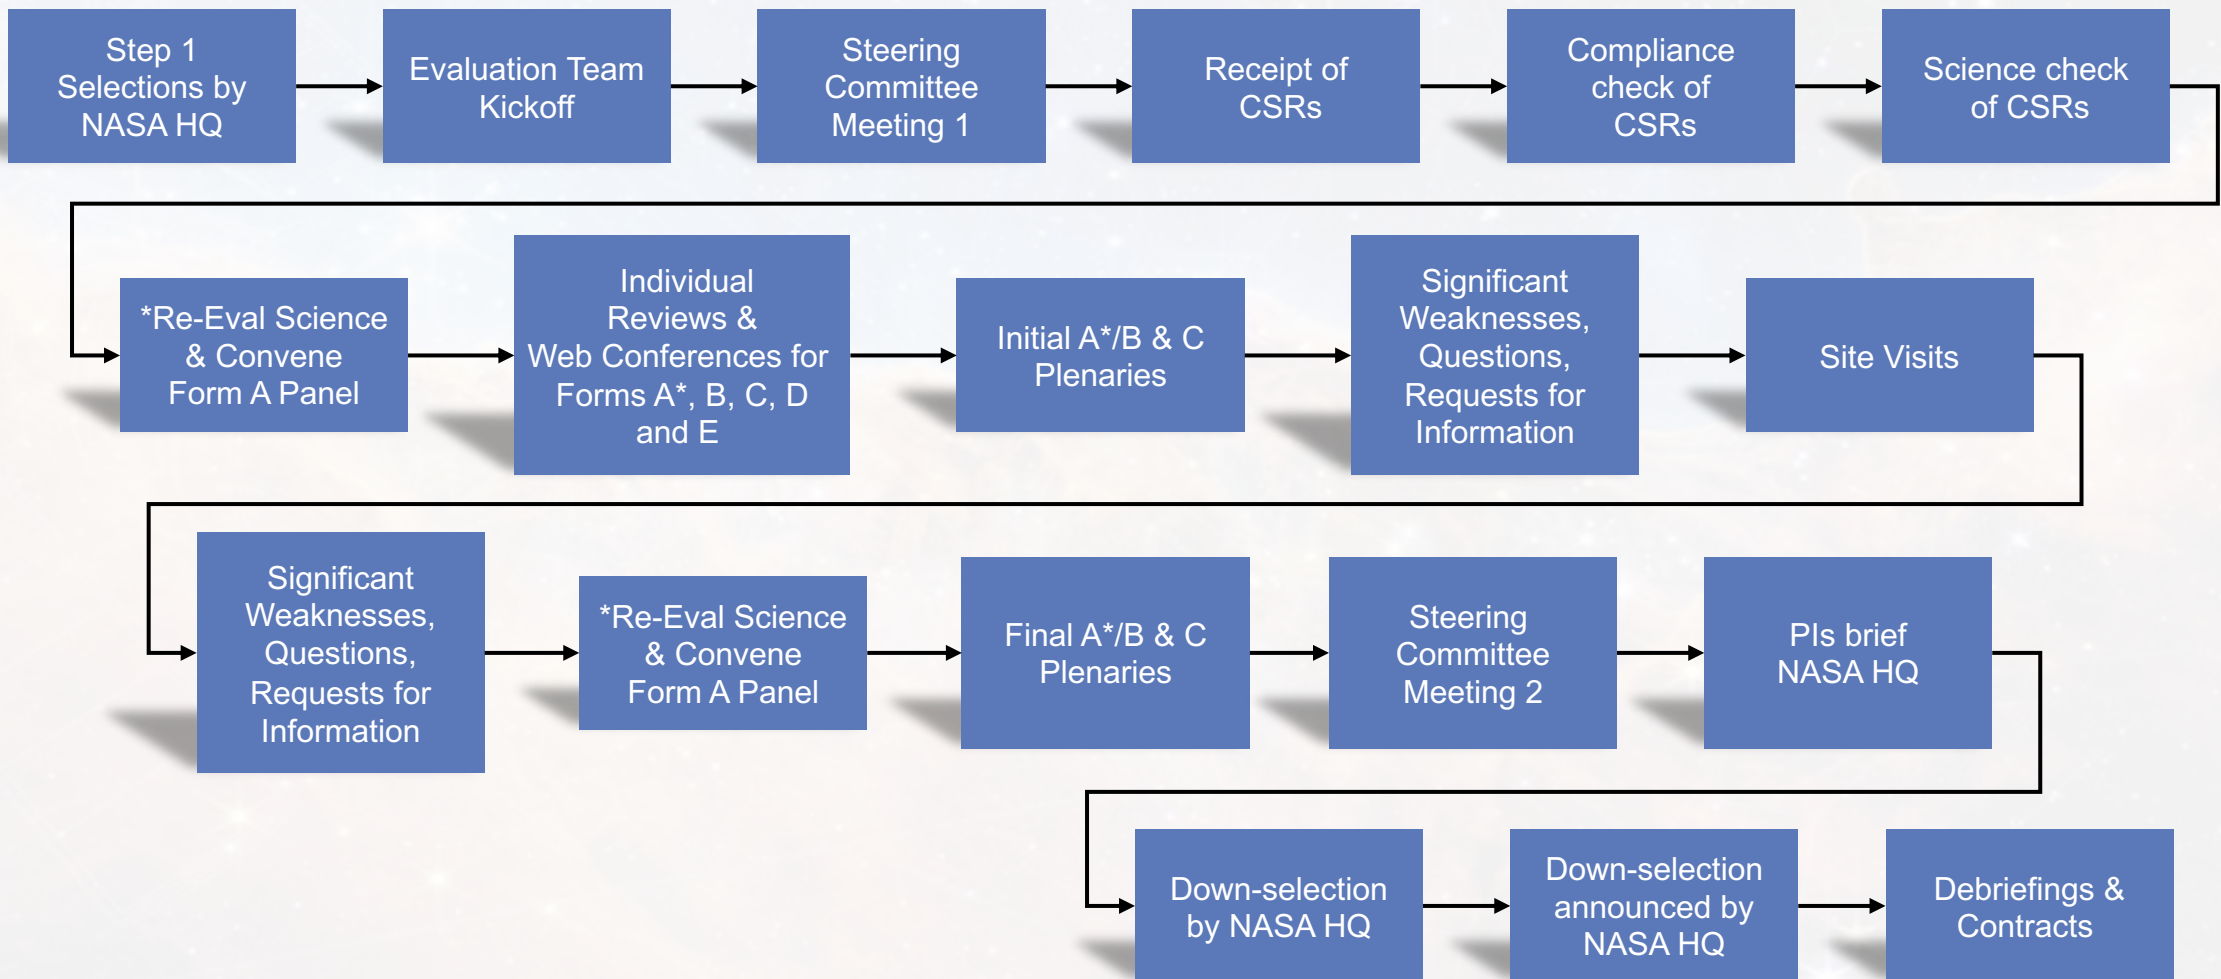 Step 1
Selections by
NASA HQ
Evaluation Team
Kickoff
Steering
Committee
Meeting 1
Receipt of
CSRs
Compliance
check of
CSRs
Science check
of CSRs
*Re-Eval Science
& Convene
Form A Panel
Individual
Reviews &
Web Conferences for
Forms A*, B, C, D
and E
Initial A*/B & C
Plenaries
Significant
Weaknesses,
Questions,
Requests for
Information
Site Visits
Significant
Weaknesses,
Questions,
Requests for
Information
*Re-Eval Science
& Convene
Form A Panel
Final A*/B & C
Plenaries
Steering
Committee
Meeting 2
PIs brief
NASA HQ
Down-selection
by NASA HQ
Down-selection
announced by
NASA HQ
Debriefings &
Contracts